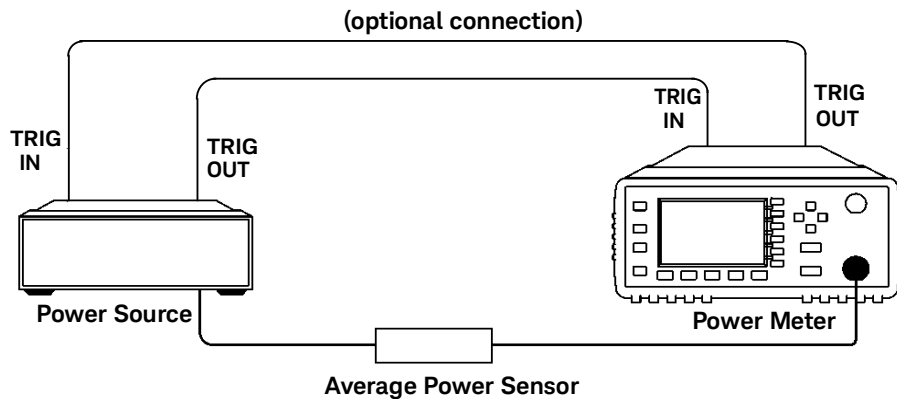 (optional connection)
TRIG
IN
TRIG
OUT
TRIG
IN
TRIG
OUT
Power Source
Power Meter
Average Power Sensor